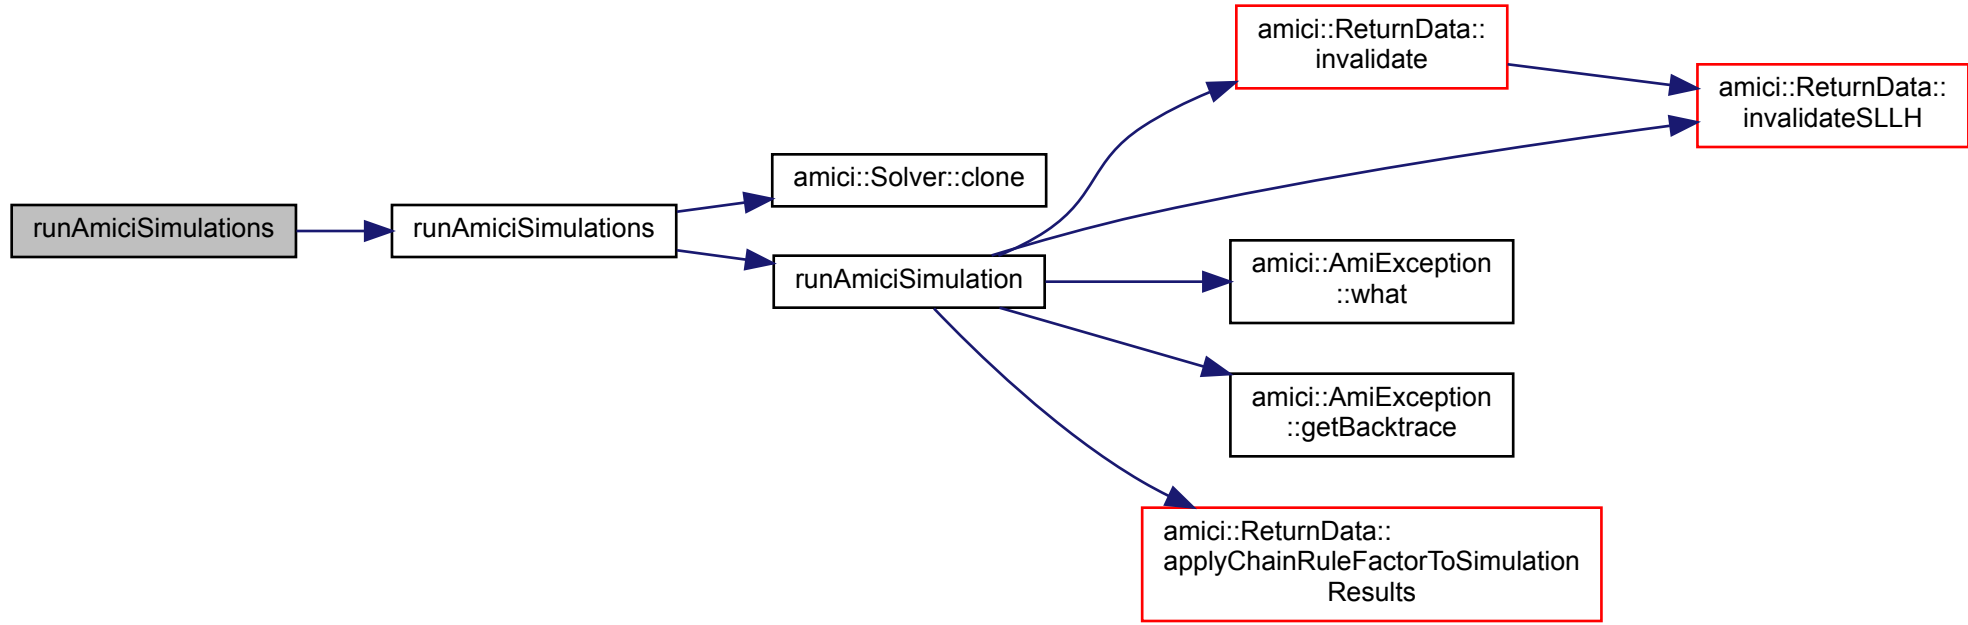 runAmiciSimulations
runAmiciSimulations
amici::Solver::clone
runAmiciSimulation
amici::ReturnData::
invalidate
amici::ReturnData::
invalidateSLLH
amici::AmiException
::what
amici::AmiException
::getBacktrace
amici::ReturnData::
applyChainRuleFactorToSimulation
Results